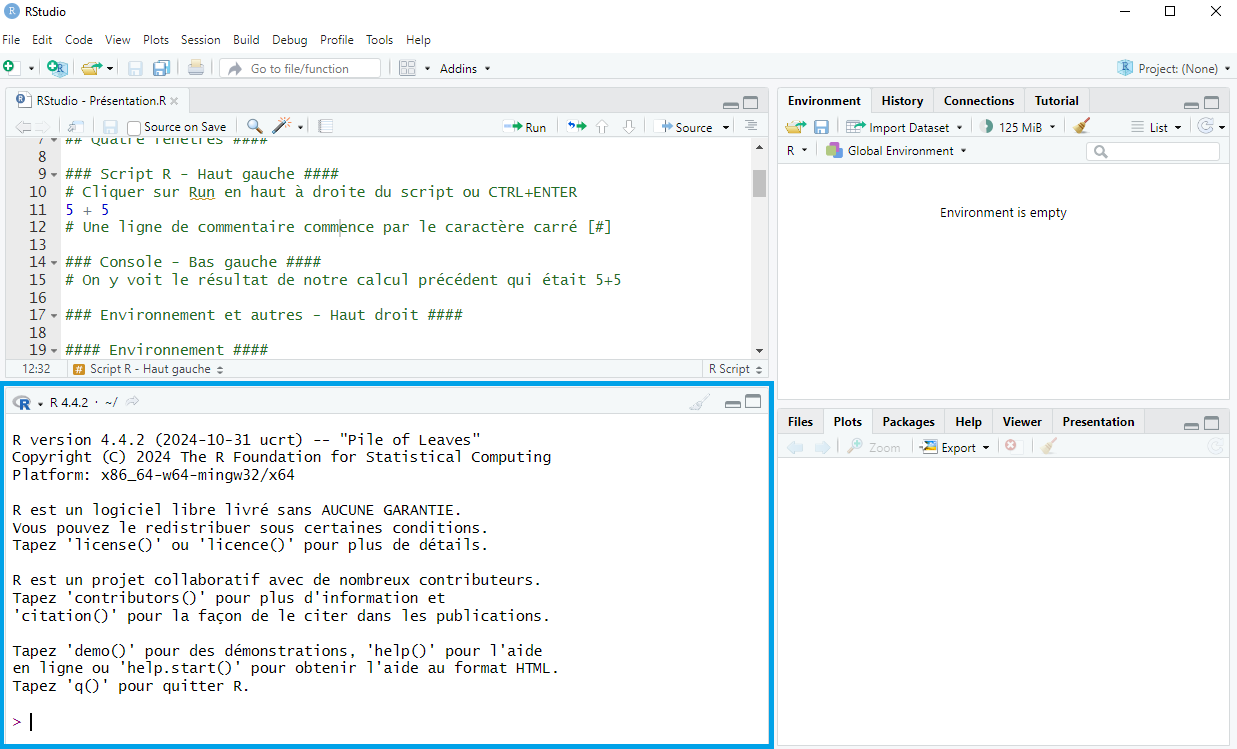 RStudio
File Edit Code View Plots Session Build Debug Profile Tools Help
Go to file/function Addins Project: (None)
RStudio - Présentation.R
Source on Save Run Source
7 ## Quatre fenêtres ####
8
9 ### Script R - Haut gauche ####
10 # Cliquer sur Run en haut à droite du script ou CTRL+ENTER
11 5 + 5
12 # Une ligne de commentaire commence par le caractère carré [#]
13
14 ### Console - Bas gauche ####
15 # On y voit le résultat de notre calcul précédent qui était 5+5
16
17 ### Environnement et autres - Haut droit ####
18
19 #### Environnement ####
12:32 # Script R - Haut gauche R Script
R 4.4.2 · ~/
R version 4.4.2 (2024-10-31 ucrt) -- "Pile of Leaves"
Copyright (C) 2024 The R Foundation for Statistical Computing
Platform: x86_64-w64-mingw32/x64
R est un logiciel libre livré sans AUCUNE GARANTIE.
Vous pouvez le redistribuer sous certaines conditions.
Tapez 'license()' ou 'licence()' pour plus de détails.
R est un projet collaboratif avec de nombreux contributeurs.
Tapez 'contributors()' pour plus d'information et
'citation()' pour la façon de le citer dans les publications.
Tapez 'demo()' pour des démonstrations, 'help()' pour l'aide
en ligne ou 'help.start()' pour obtenir l'aide au format HTML.
Tapez 'q()' pour quitter R.
>
Environment History Connections Tutorial
Import Dataset 125 MiB List
R Global Environment
Environment is empty
Files Plots Packages Help Viewer Presentation
Zoom Export